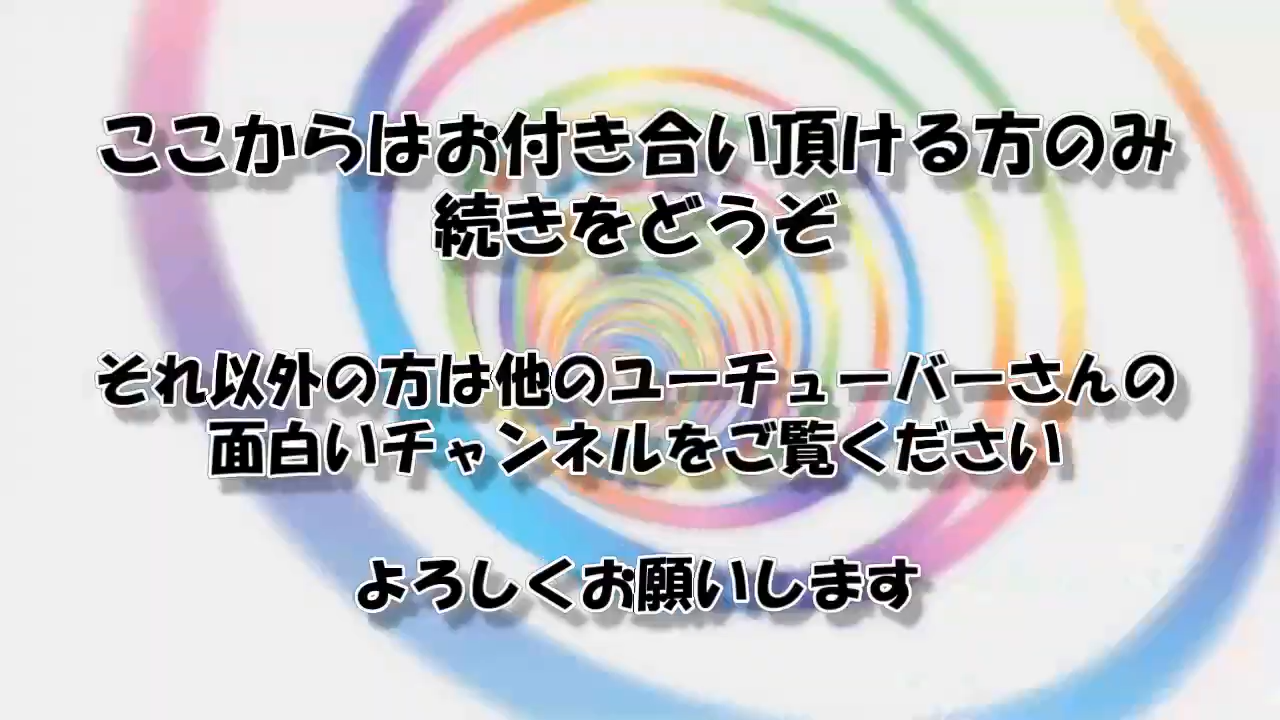 ここからはお付き合い頂ける方のみ
続きをどうぞ
それ以外の方は他のユーチューバーさんの
面白いチャンネルをご覧ください
よろしくお願いします